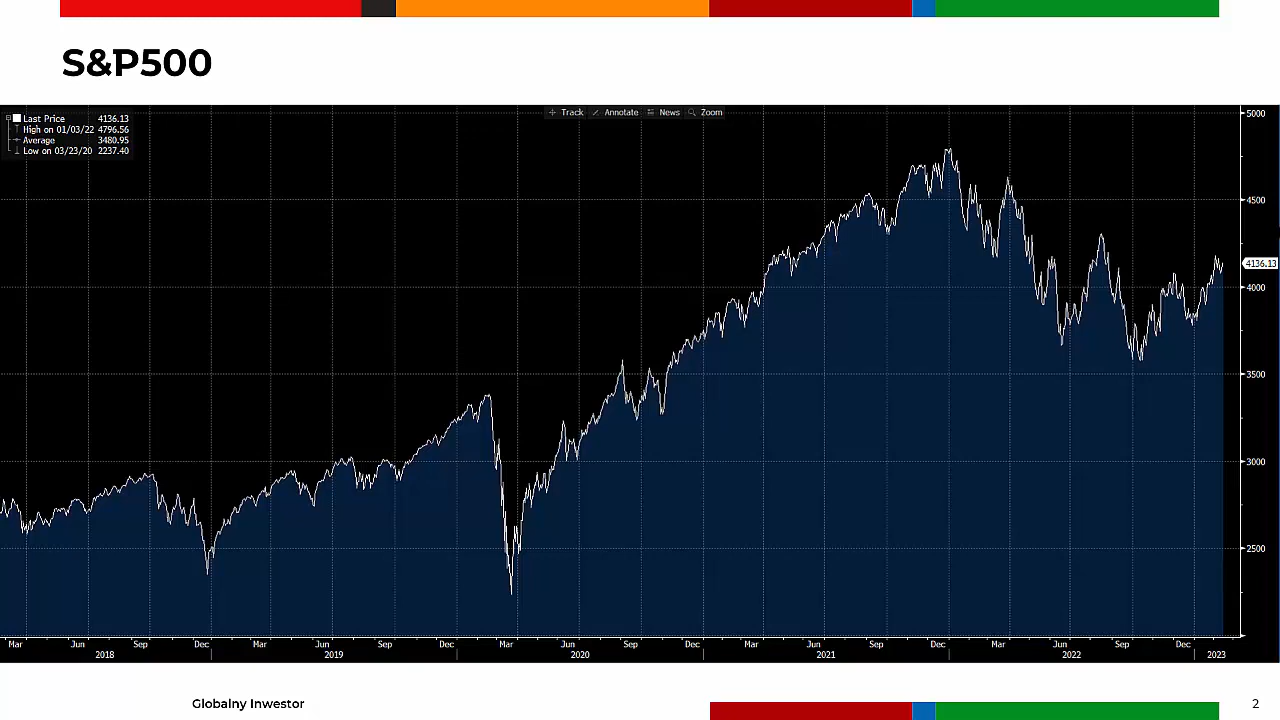 S&P500
Last Price 4136.13
High on 01/03/22 4796.56
Average 3480.95
Low on 03/23/20 2237.40
Track Annotate News Zoom
5000
4500
4136.13
4000
3500
3000
2500
Mar Jun Sep Dec Mar Jun Sep Dec Mar Jun Sep Dec Mar Jun Sep Dec Mar Jun Sep Dec
2018 2019 2020 2021 2022 2023
Globalny Inwestor
2